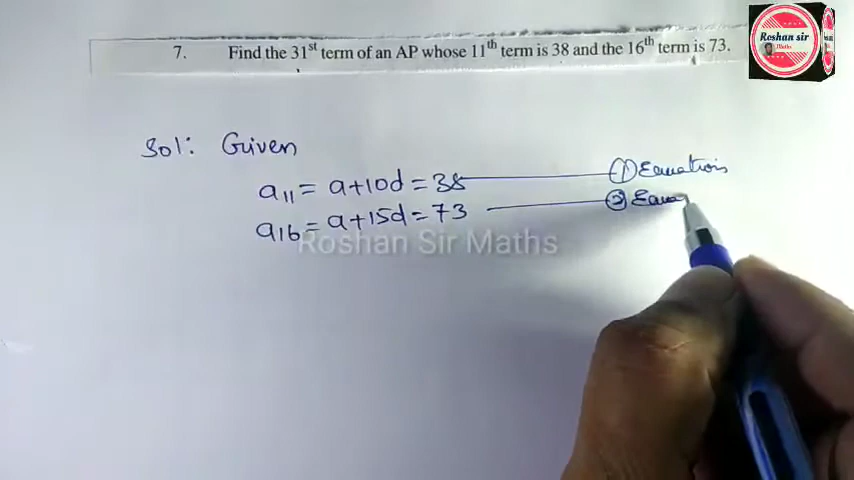 7. Find the 31st term of an AP whose 11th term is 38 and the 16th term is 73.
Roshan sir
Maths
Sol: Given
a11 = a+10d = 38 ① Equation
a16 = a+15d = 73 ② Equa
Roshan Sir Maths